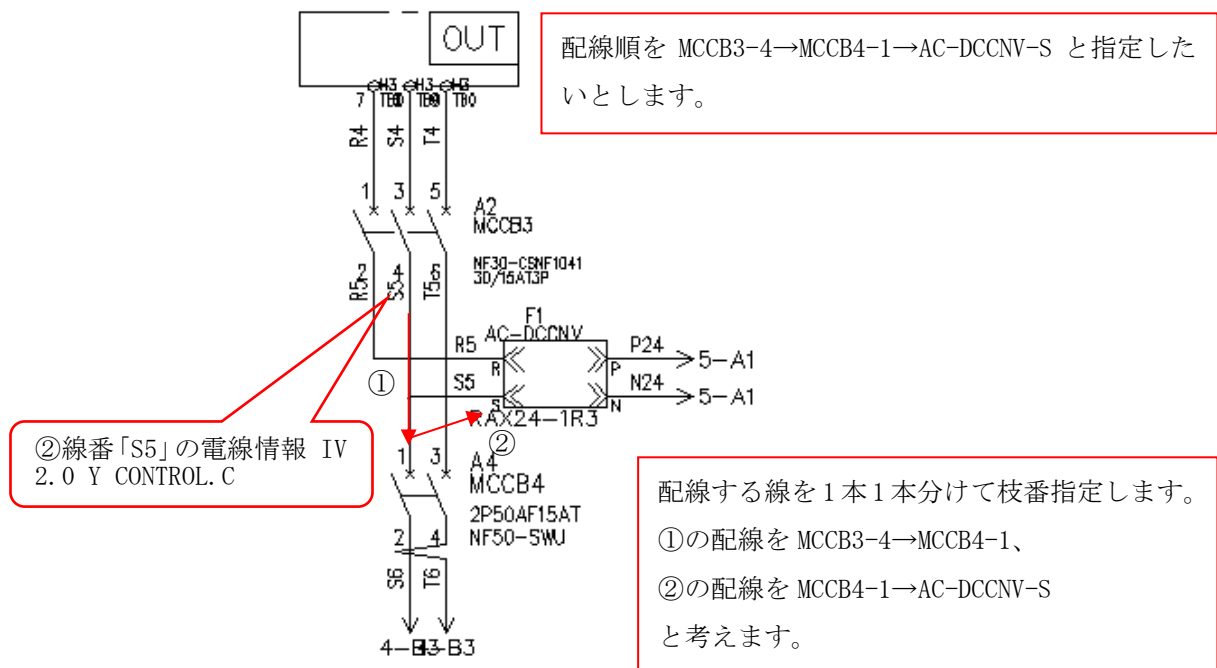 OUT
配線順を MCCB3-4→MCCB4-1→AC-DCCNV-S と指定した
いとします。
7
R4 S4 T4
1 3 5
A2
MCCB3
NF30-CSNF1041
30/15AT3P
2 4 6
R5 S5 T5
F1
AC-DCCNV
R5 P24
5-A1
R P
①
S5 N24
5-A1
S N
RAX24-1R3
②
②線番「S5」の電線情報 IV
2.0 Y CONTROL.C
1 3
A4
MCCB4
2P50AF15AT
NF50-SWU
2 4
S6 T6
配線する線を1本1本分けて枝番指定します。
①の配線を MCCB3-4→MCCB4-1、
②の配線を MCCB4-1→AC-DCCNV-S
と考えます。